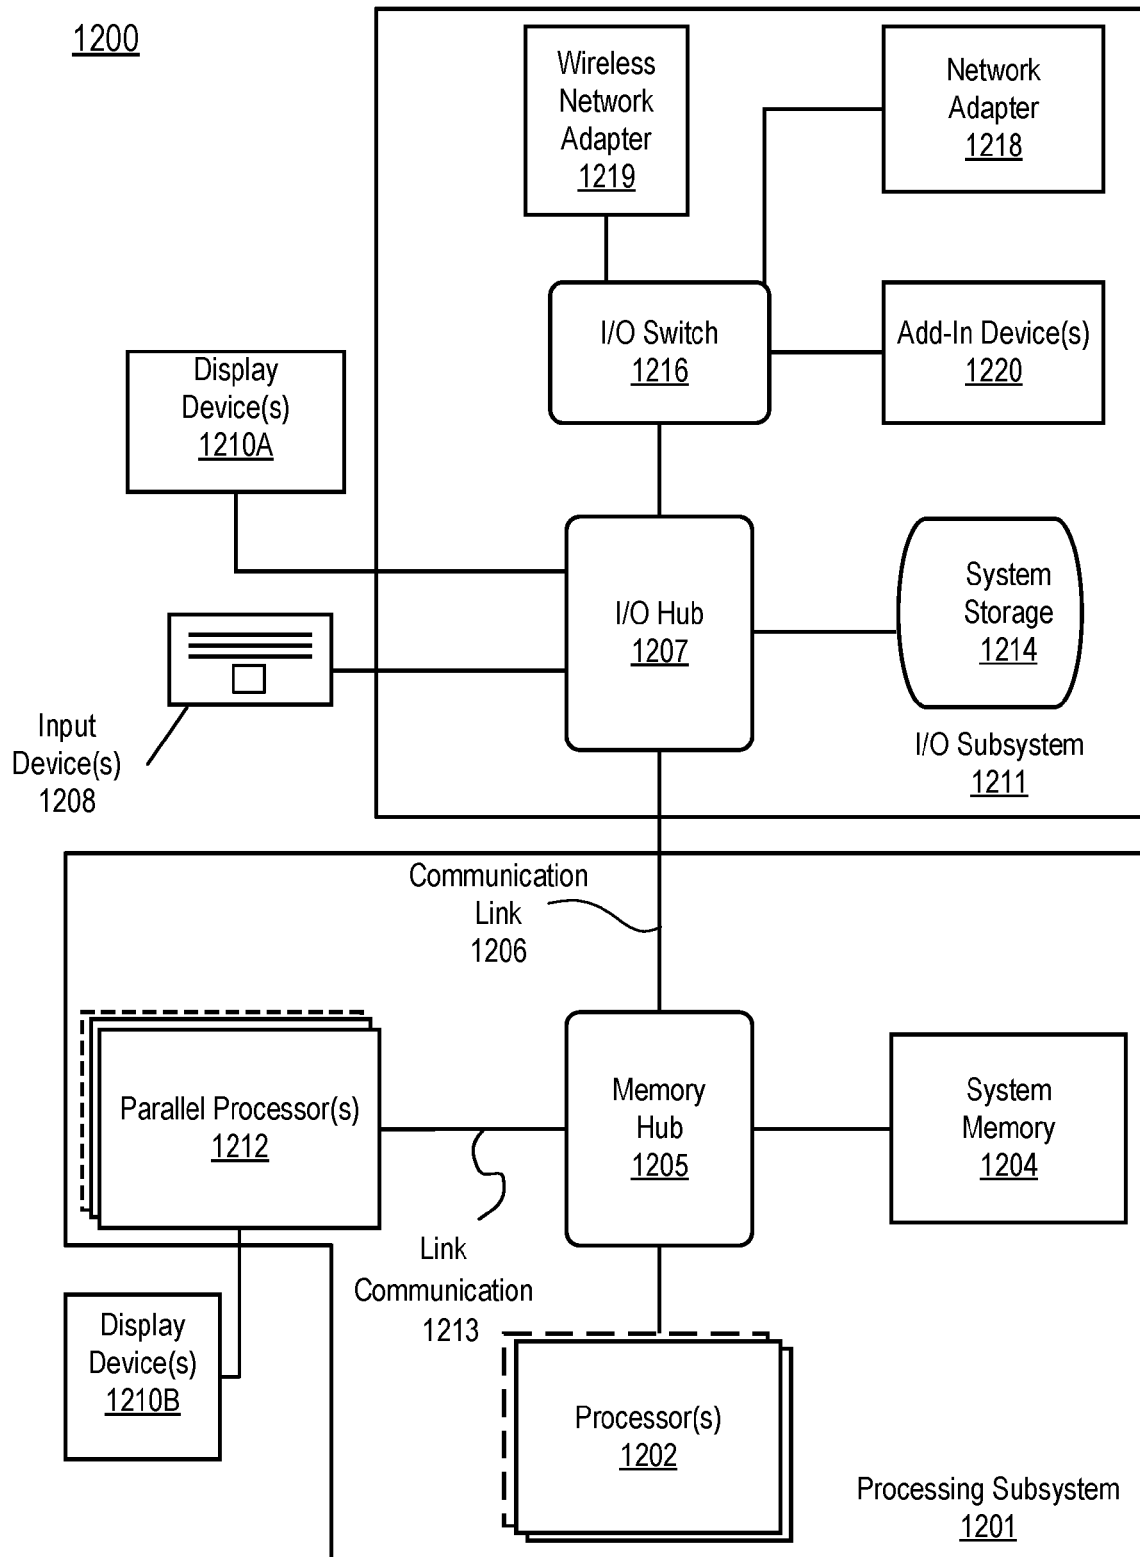 1200
Wireless
Network
Adapter
1219
Network
Adapter
1218
I/O Switch
1216
Add-In Device(s)
1220
Display
Device(s)
1210A
I/O Hub
1207
System
Storage
1214
Input
Device(s)
1208
I/O Subsystem
1211
Communication
Link
1206
Parallel Processor(s)
1212
Memory
Hub
1205
System
Memory
1204
Link
Communication
1213
Display
Device(s)
1210B
Processor(s)
1202
Processing Subsystem
1201